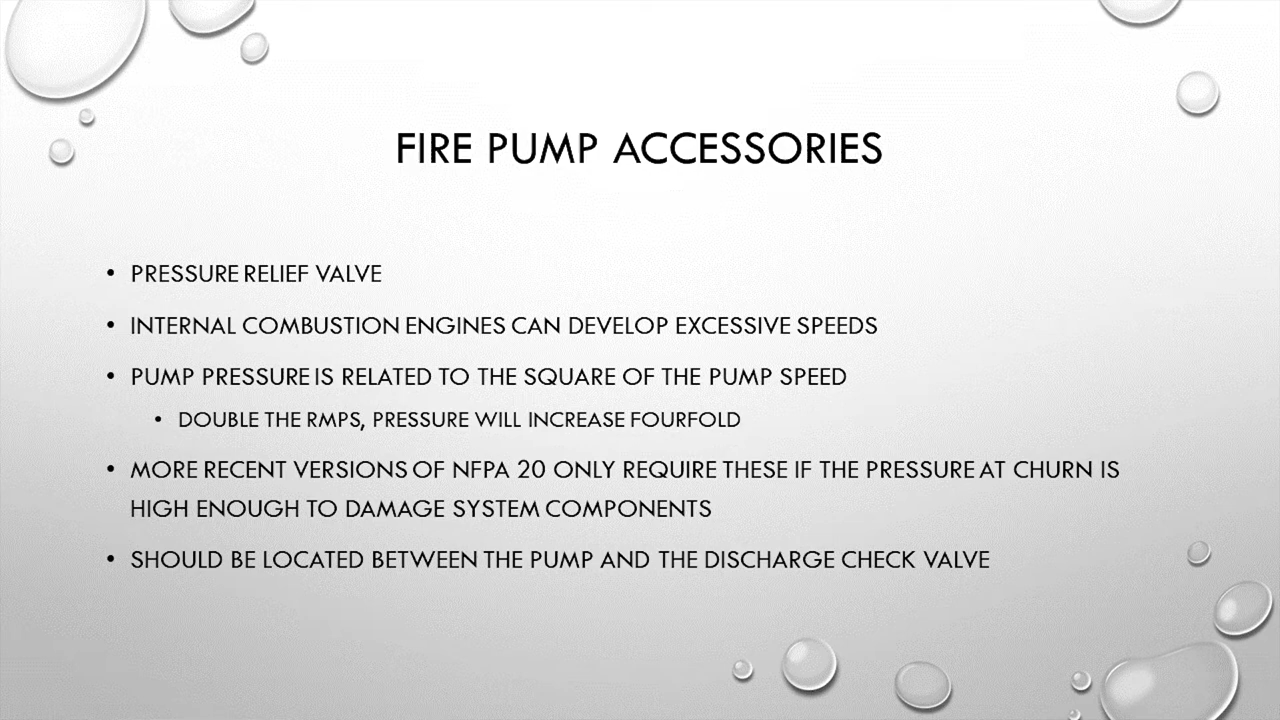 FIRE PUMP ACCESSORIES
• PRESSURE RELIEF VALVE
• INTERNAL COMBUSTION ENGINES CAN DEVELOP EXCESSIVE SPEEDS
• PUMP PRESSURE IS RELATED TO THE SQUARE OF THE PUMP SPEED
• DOUBLE THE RMPS, PRESSURE WILL INCREASE FOURFOLD
• MORE RECENT VERSIONS OF NFPA 20 ONLY REQUIRE THESE IF THE PRESSURE AT CHURN IS
HIGH ENOUGH TO DAMAGE SYSTEM COMPONENTS
• SHOULD BE LOCATED BETWEEN THE PUMP AND THE DISCHARGE CHECK VALVE